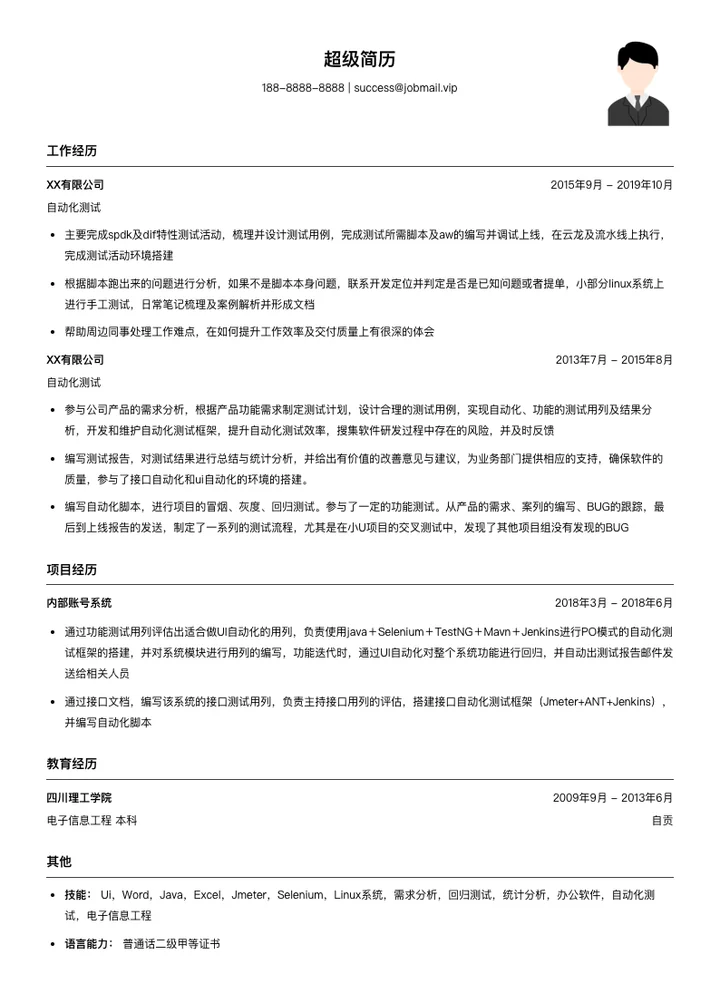 超级简历
188-8888-8888 | success@jobmail.vip
工作经历
XX有限公司 2015年9月 - 2019年10月
自动化测试
• 主要完成spdk及dif特性测试活动，梳理并设计测试用例，完成测试所需脚本及aw的编写并调试上线，在云龙及流水线上执行，
完成测试活动环境搭建
• 根据脚本跑出来的问题进行分析，如果不是脚本本身问题，联系开发定位并判定是否是已知问题或者提单，小部分linux系统上
进行手工测试，日常笔记梳理及案例解析并形成文档
• 帮助周边同事处理工作难点，在如何提升工作效率及交付质量上有很深的体会
XX有限公司 2013年7月 - 2015年8月
自动化测试
• 参与公司产品的需求分析，根据产品功能需求制定测试计划，设计合理的测试用例，实现自动化、功能的测试用列及结果分
析，开发和维护自动化测试框架，提升自动化测试效率，搜集软件研发过程中存在的风险，并及时反馈
• 编写测试报告，对测试结果进行总结与统计分析，并给出有价值的改善意见与建议，为业务部门提供相应的支持，确保软件的
质量，参与了接口自动化和ui自动化的环境的搭建。
• 编写自动化脚本，进行项目的冒烟、灰度、回归测试。参与了一定的功能测试。从产品的需求、案列的编写、BUG的跟踪，最
后到上线报告的发送，制定了一系列的测试流程，尤其是在小U项目的交叉测试中，发现了其他项目组没有发现的BUG
项目经历
内部账号系统 2018年3月 - 2018年6月
• 通过功能测试用列评估出适合做UI自动化的用列，负责使用java＋Selenium＋TestNG＋Mavn＋Jenkins进行PO模式的自动化测
试框架的搭建，并对系统模块进行用列的编写，功能迭代时，通过UI自动化对整个系统功能进行回归，并自动出测试报告邮件发
送给相关人员
• 通过接口文档，编写该系统的接口测试用列，负责主持接口用列的评估，搭建接口自动化测试框架（Jmeter+ANT+Jenkins），
并编写自动化脚本
教育经历
四川理工学院 2009年9月 - 2013年6月
电子信息工程 本科 自贡
其他
• 技能： Ui，Word，Java，Excel，Jmeter，Selenium，Linux系统，需求分析，回归测试，统计分析，办公软件，自动化测
试，电子信息工程
• 语言能力： 普通话二级甲等证书